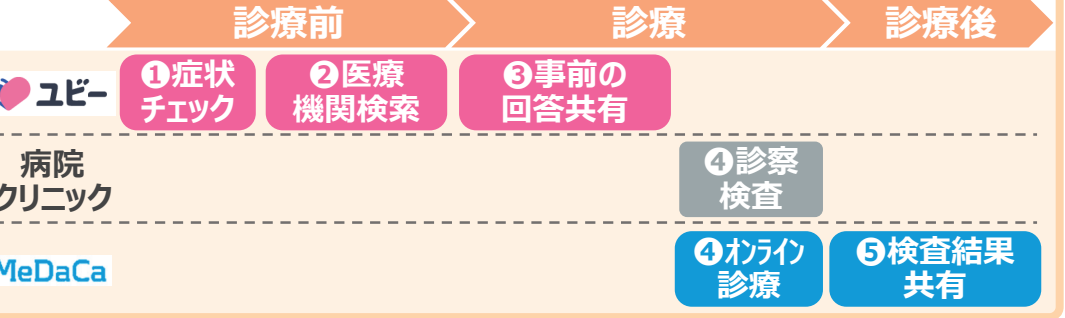 診療前
診療
診療後
ユビー
❶症状
チェック
❷医療
機関検索
❸事前の
回答共有
病院
クリニック
❹診察
検査
MeDaCa
❹オンライン
診療
❺検査結果
共有